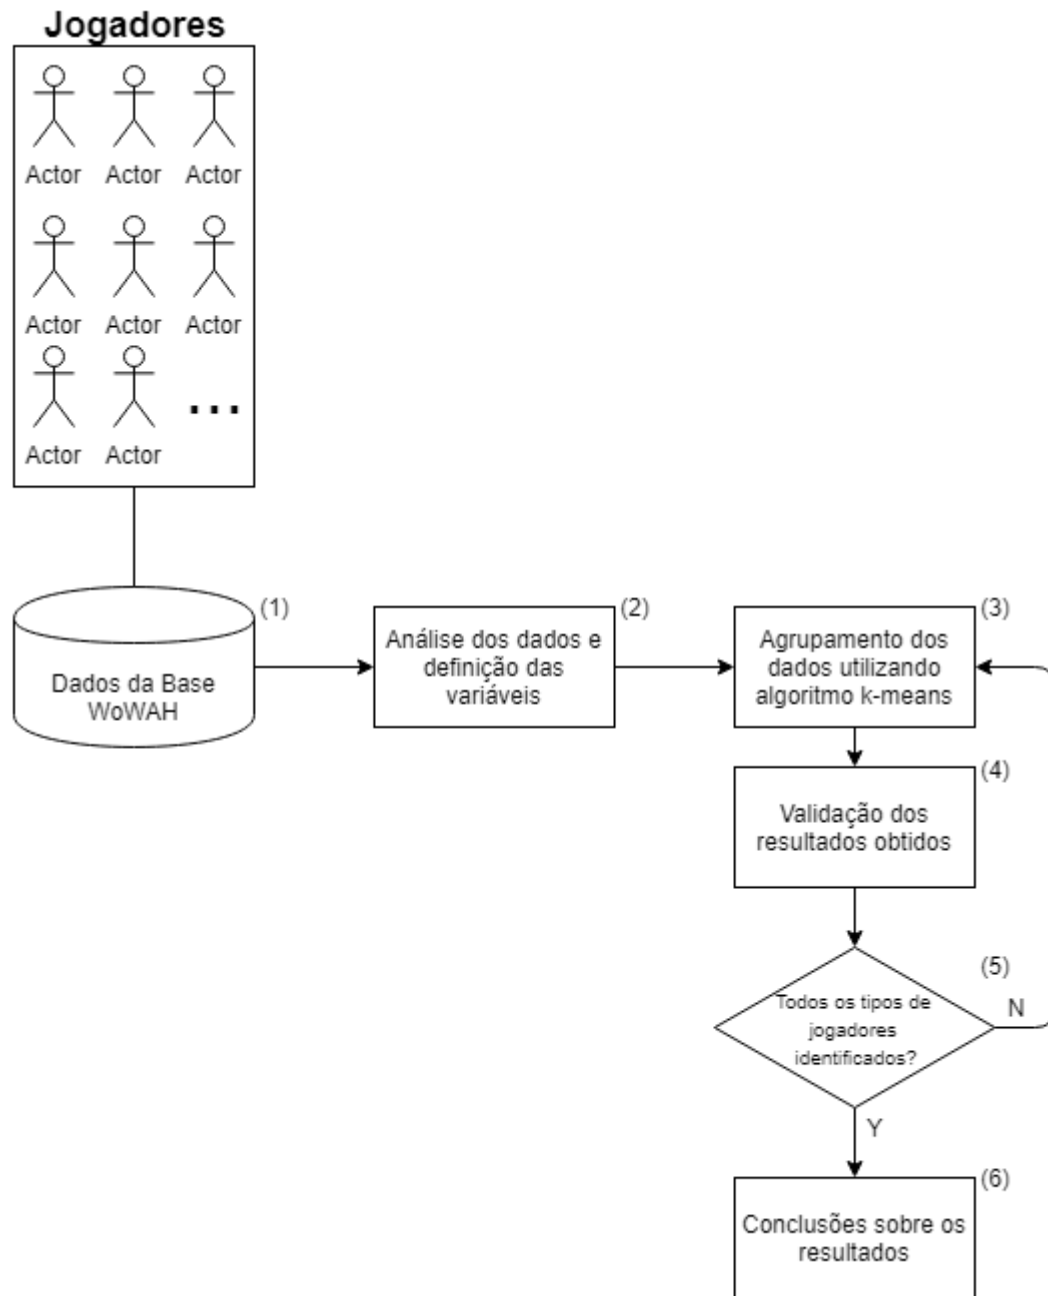 Jogadores
Actor Actor Actor
Actor Actor Actor
Actor Actor ...
(1)
Dados da Base
WoWAH
(2)
Análise dos dados e
definição das
variáveis
(3)
Agrupamento dos
dados utilizando
algoritmo k-means
(4)
Validação dos
resultados obtidos
(5)
Todos os tipos de
jogadores
identificados?
N
Y
(6)
Conclusões sobre os
resultados